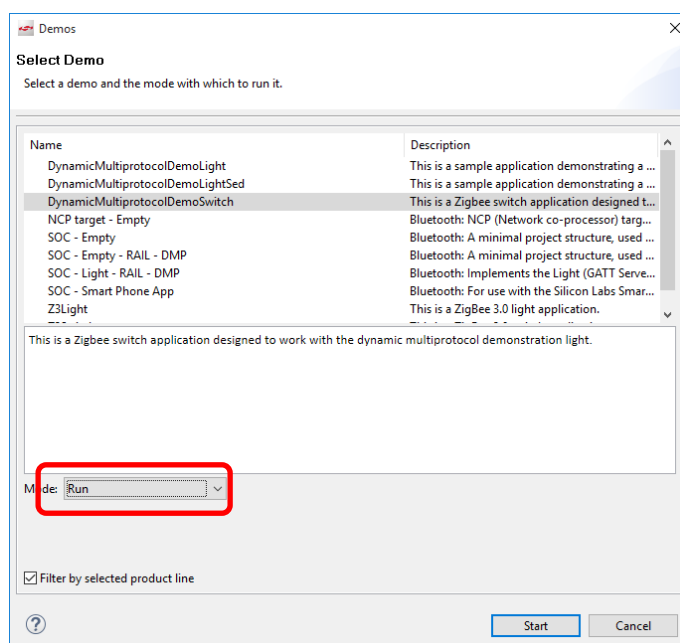 Demos
Select Demo
Select a demo and the mode with which to run it.
Name Description
DynamicMultiprotocolDemoLight This is a sample application demonstrating a ...
DynamicMultiprotocolDemoLightSed This is a sample application demonstrating a ...
DynamicMultiprotocolDemoSwitch This is a Zigbee switch application designed t...
NCP target - Empty Bluetooth: NCP (Network co-processor) targ...
SOC - Empty Bluetooth: A minimal project structure, used ...
SOC - Empty - RAIL - DMP Bluetooth: A minimal project structure, used ...
SOC - Light - RAIL - DMP Bluetooth: Implements the Light (GATT Serve...
SOC - Smart Phone App Bluetooth: For use with the Silicon Labs Smar...
Z3Light This is a ZigBee 3.0 light application.
This is a Zigbee switch application designed to work with the dynamic multiprotocol demonstration light.
Mode: Run
Filter by selected product line
? Start Cancel